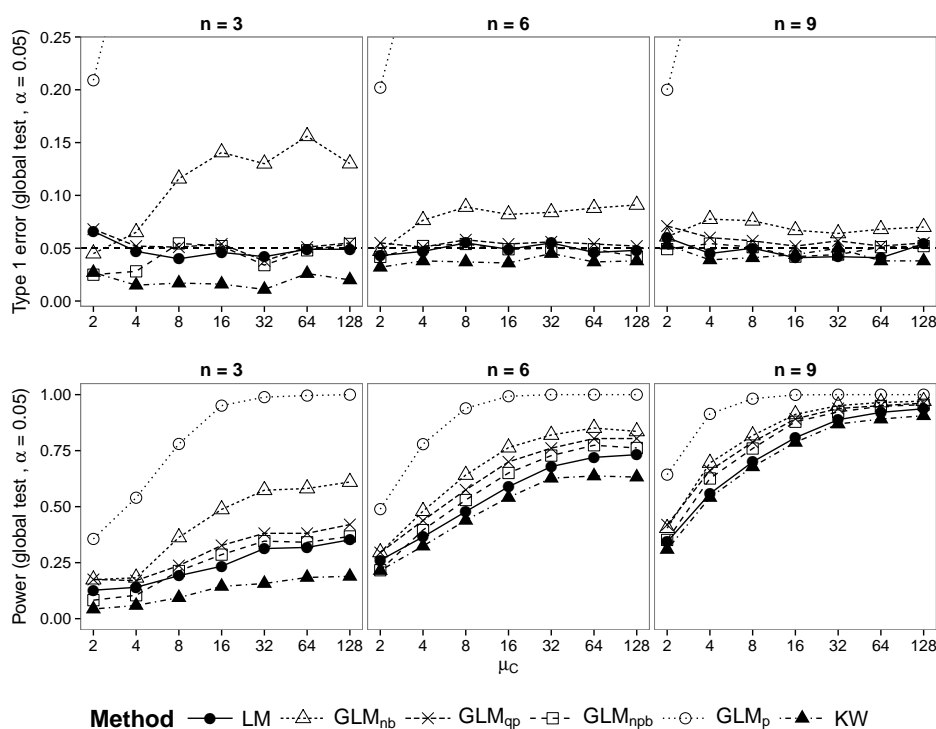 n = 3 n = 6 n = 9
Type 1 error (global test , α = 0.05)
0.25
0.20
0.15
0.10
0.05
0.00
2 4 8 16 32 64 128 2 4 8 16 32 64 128 2 4 8 16 32 64 128
n = 3 n = 6 n = 9
Power (global test , α = 0.05)
1.00
0.75
0.50
0.25
0.00
2 4 8 16 32 64 128 2 4 8 16 32 64 128 2 4 8 16 32 64 128
μC
Method LM GLMnb GLMqp GLMnpb GLMp KW